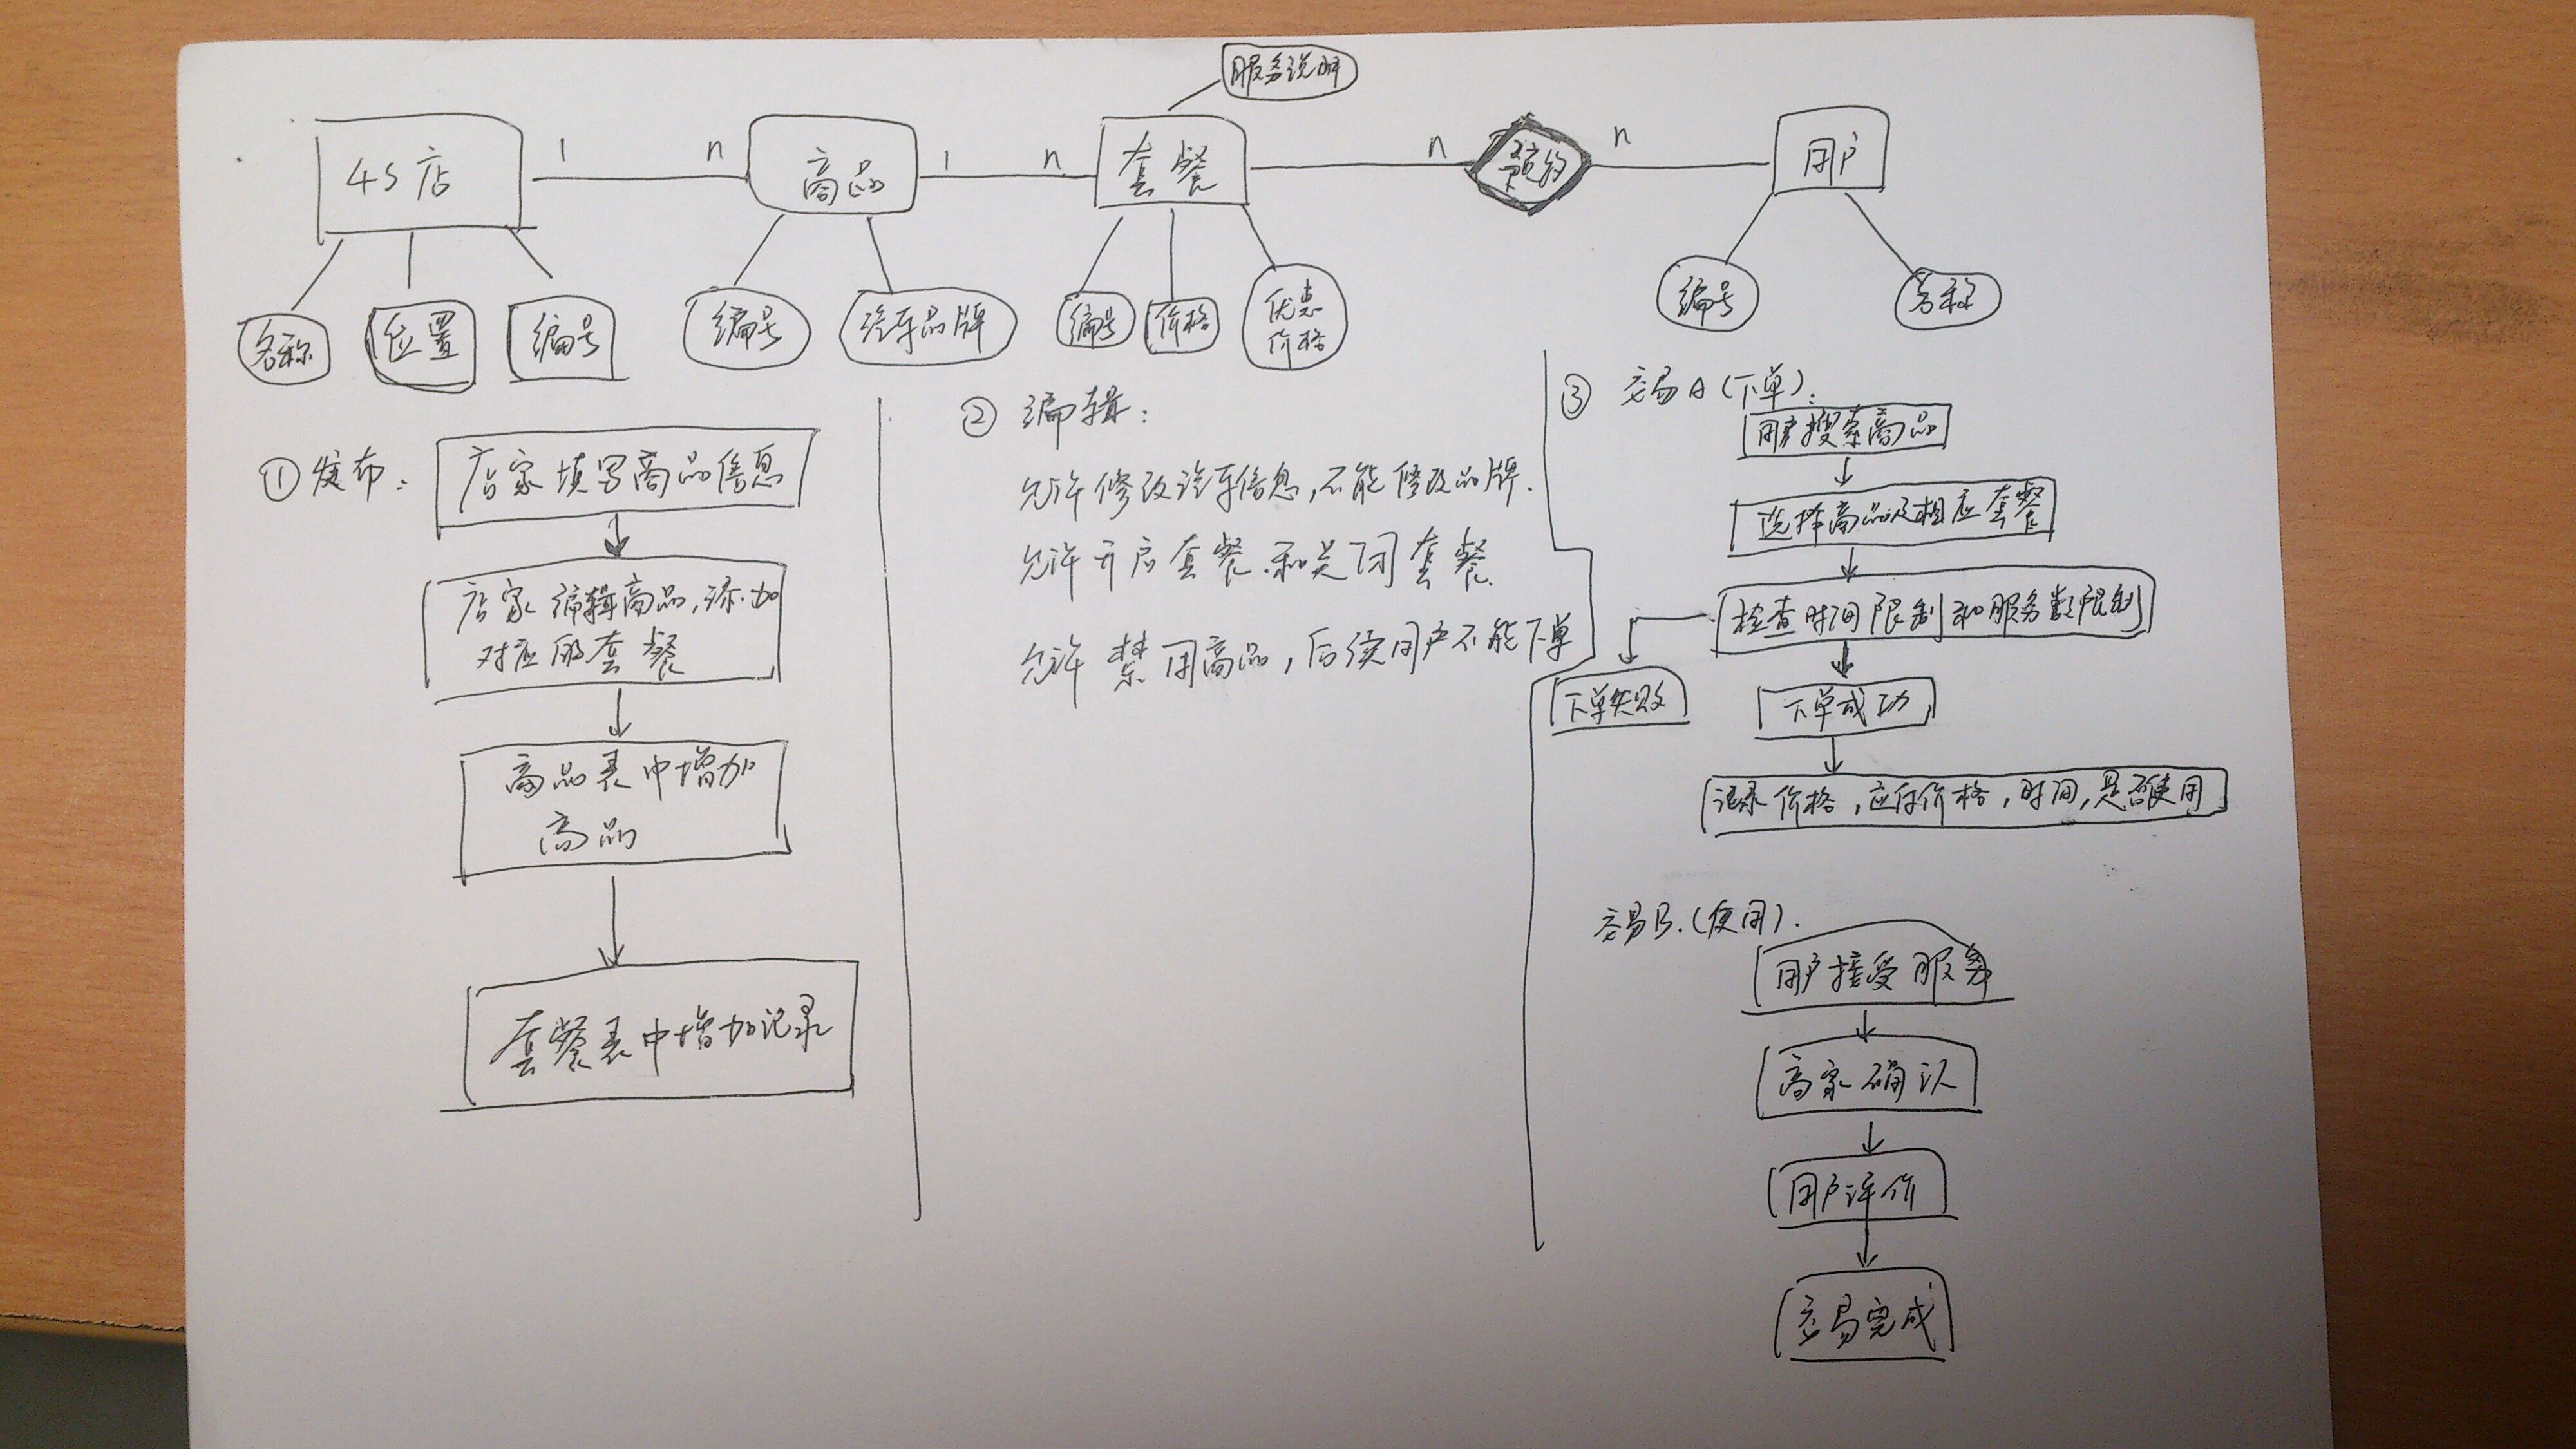 服务说明
4S店 1 n 商品 1 n 套餐 n 预约 n 用户
名称 位置 编号 编号 汽车品牌 编号 价格 优惠
价格
编号 名称
①发布:
店家填写商品信息
店家编辑商品,添加
对应的套餐
商品表中增加
商品
套餐表中增加记录
② 编辑:
允许修改汽车信息,不能修改品牌.
允许开启套餐.和关闭套餐.
允许禁用商品,后续用户不能下单
③ 交易A(下单):
用户搜索商品
选择商品及相应套餐
检查时间限制和服务数限制
下单失败
下单成功
记录价格,应付价格,时间,是否使用
交易B.(使用).
用户接受服务
商家确认
用户评价
交易完成